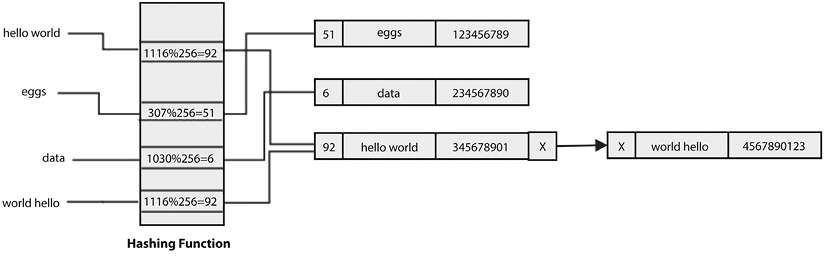 hello world
1116%256=92
51 eggs 123456789
eggs
307%256=51
6 data 234567890
data
1030%256=6
92 hello world 345678901 X
X world hello 4567890123
world hello
1116%256=92
Hashing Function